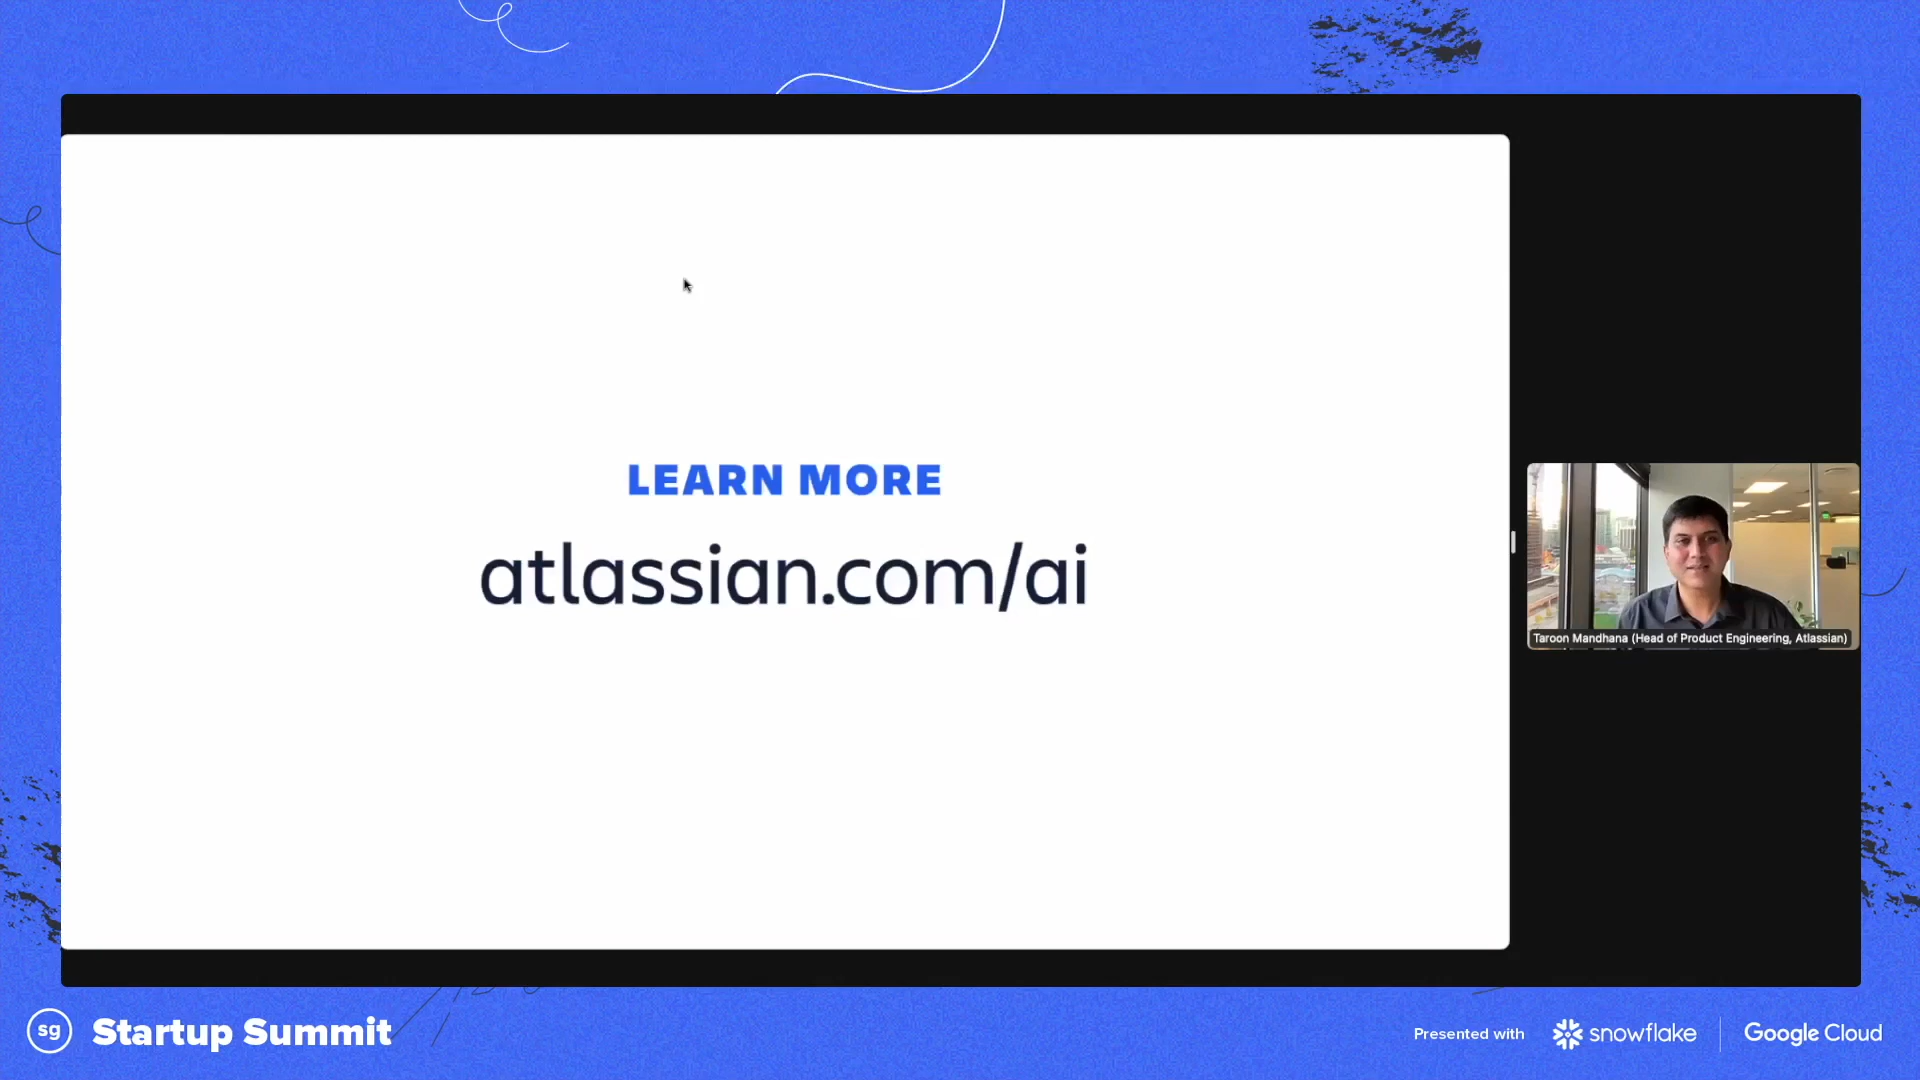 LEARN MORE
atlassian.com/ai
Taroon Mandhana (Head of Product Engineering, Atlassian)
sg Startup Summit
Presented with snowflake Google Cloud